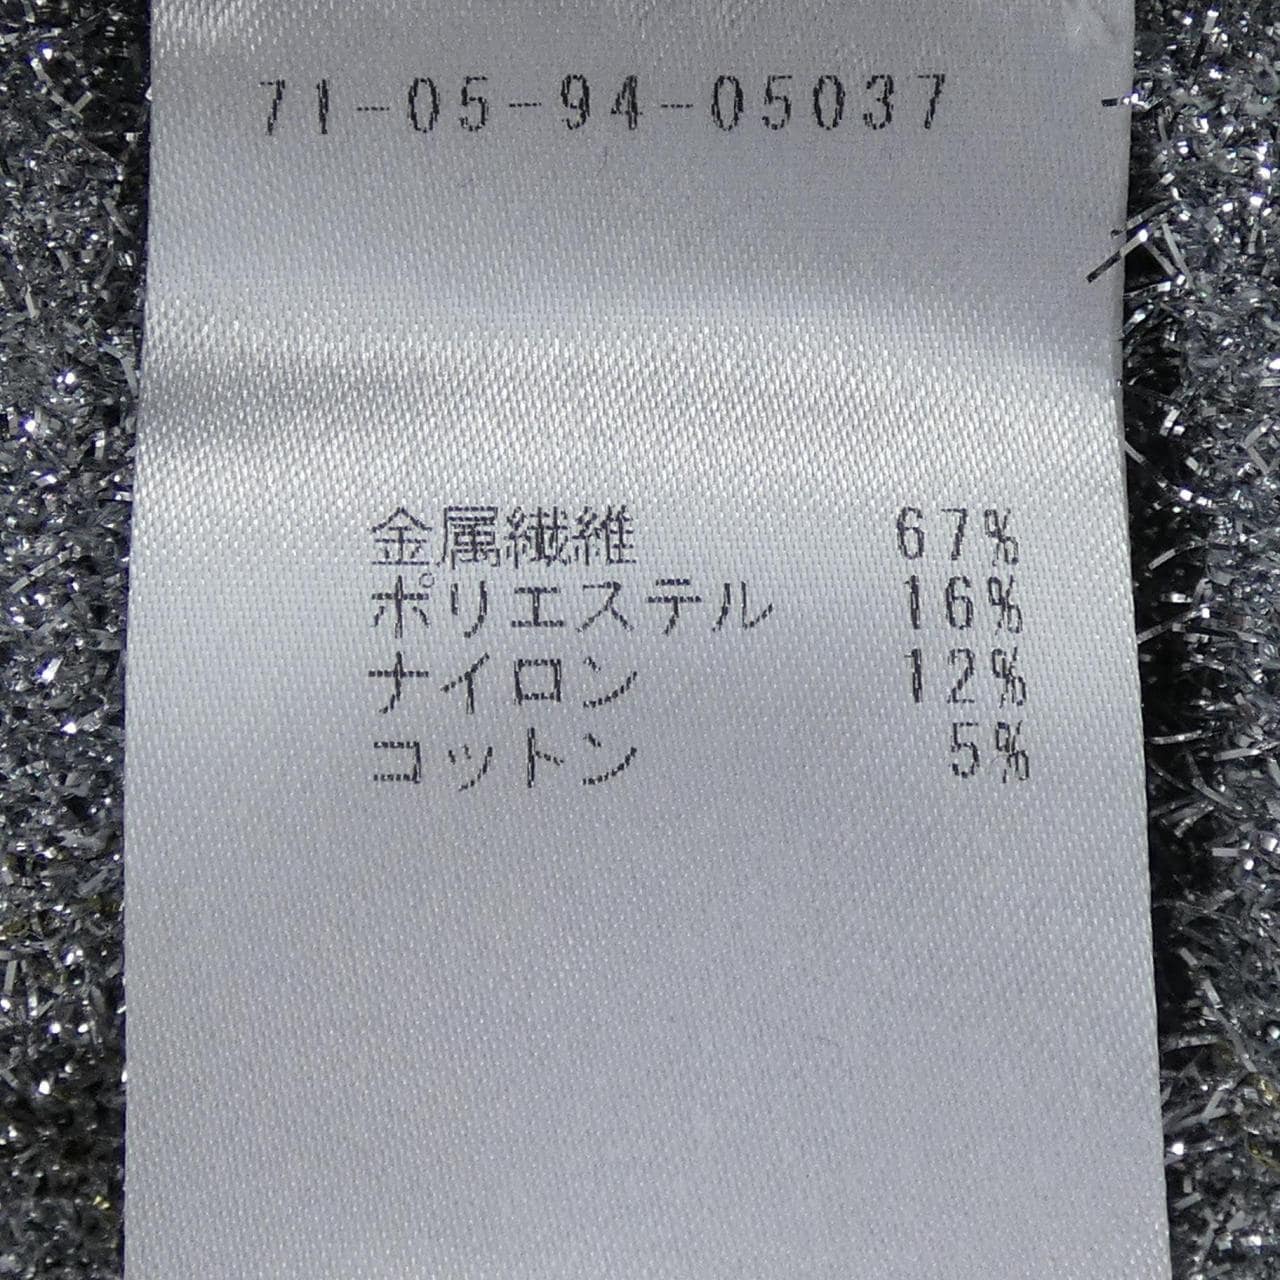 71-05-94-05037
金属繊維 67%
ポリエステル 16%
ナイロン 12%
コットン 5%